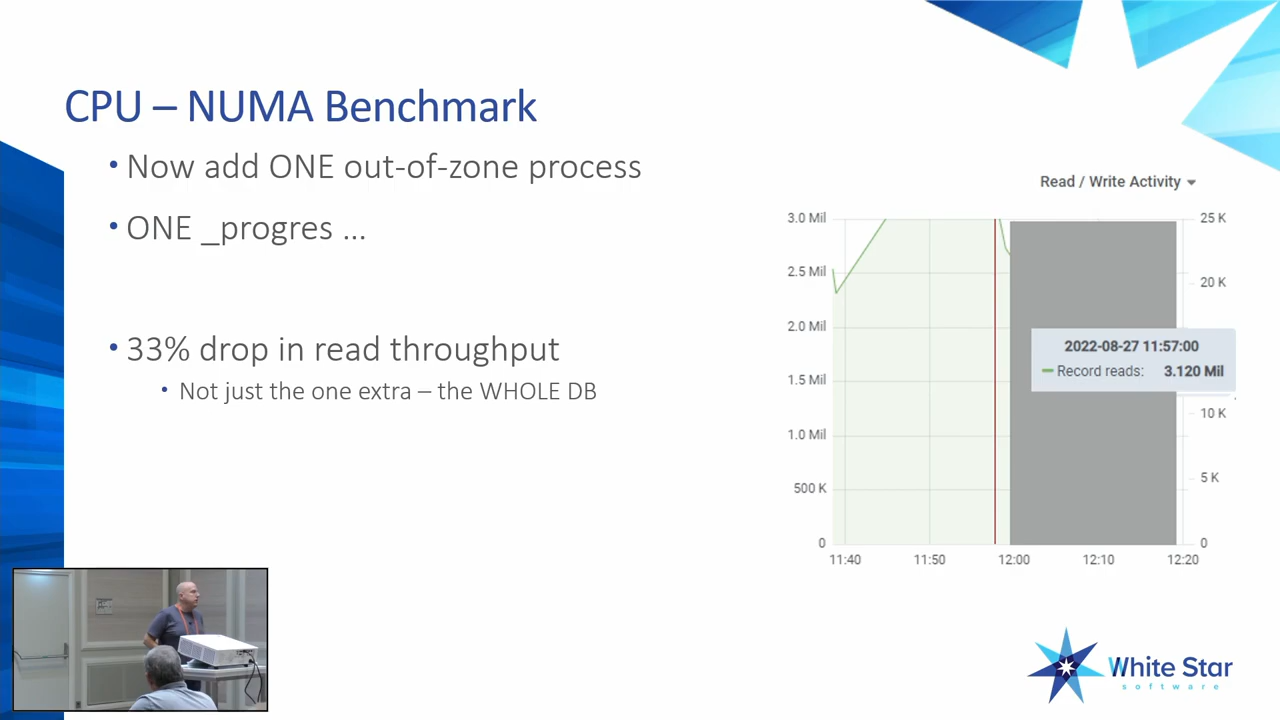 CPU – NUMA Benchmark
• Now add ONE out-of-zone process
• ONE _progres ...
• 33% drop in read throughput
• Not just the one extra – the WHOLE DB
Read / Write Activity
3.0 Mil
2.5 Mil
2.0 Mil
1.5 Mil
1.0 Mil
500 K
0
25 K
20 K
10 K
5 K
0
2022-08-27 11:57:00
Record reads: 3.120 Mil
11:40 11:50 12:00 12:10 12:20
White Star
software